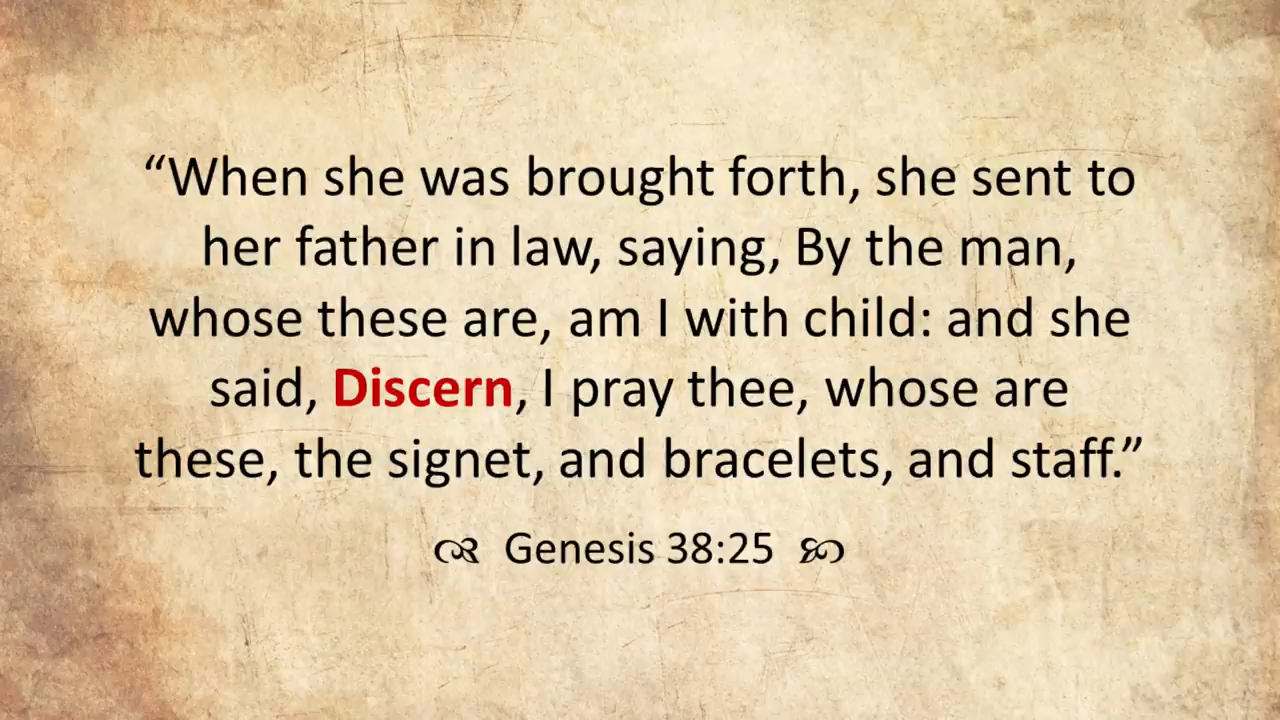 “When she was brought forth, she sent to
her father in law, saying, By the man,
whose these are, am I with child: and she
said, Discern, I pray thee, whose are
these, the signet, and bracelets, and staff.”
Genesis 38:25